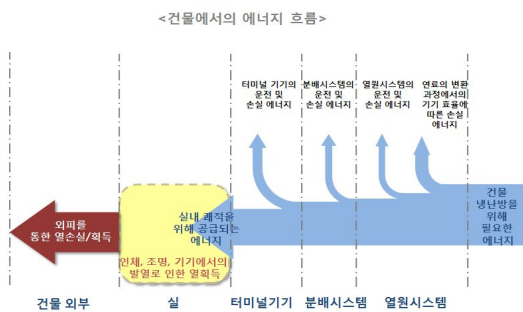 <건물에서의 에너지 흐름>
터미널 기기의
운전 및
손실 에너지
분배시스템의
운전 및
손실 에너지
열원시스템의
운전 및
손실 에너지
연료의 변환
과정에서의
기기 효율에
따른 손실
에너지
외피를
통한 열손실/획득
실내 쾌적을
위해 공급되는
에너지
인체, 조명, 기기에서의
발열로 인한 열획득
건물
냉난방을
위해
필요한
에너지
건물 외부
실
터미널기기
분배시스템
열원시스템